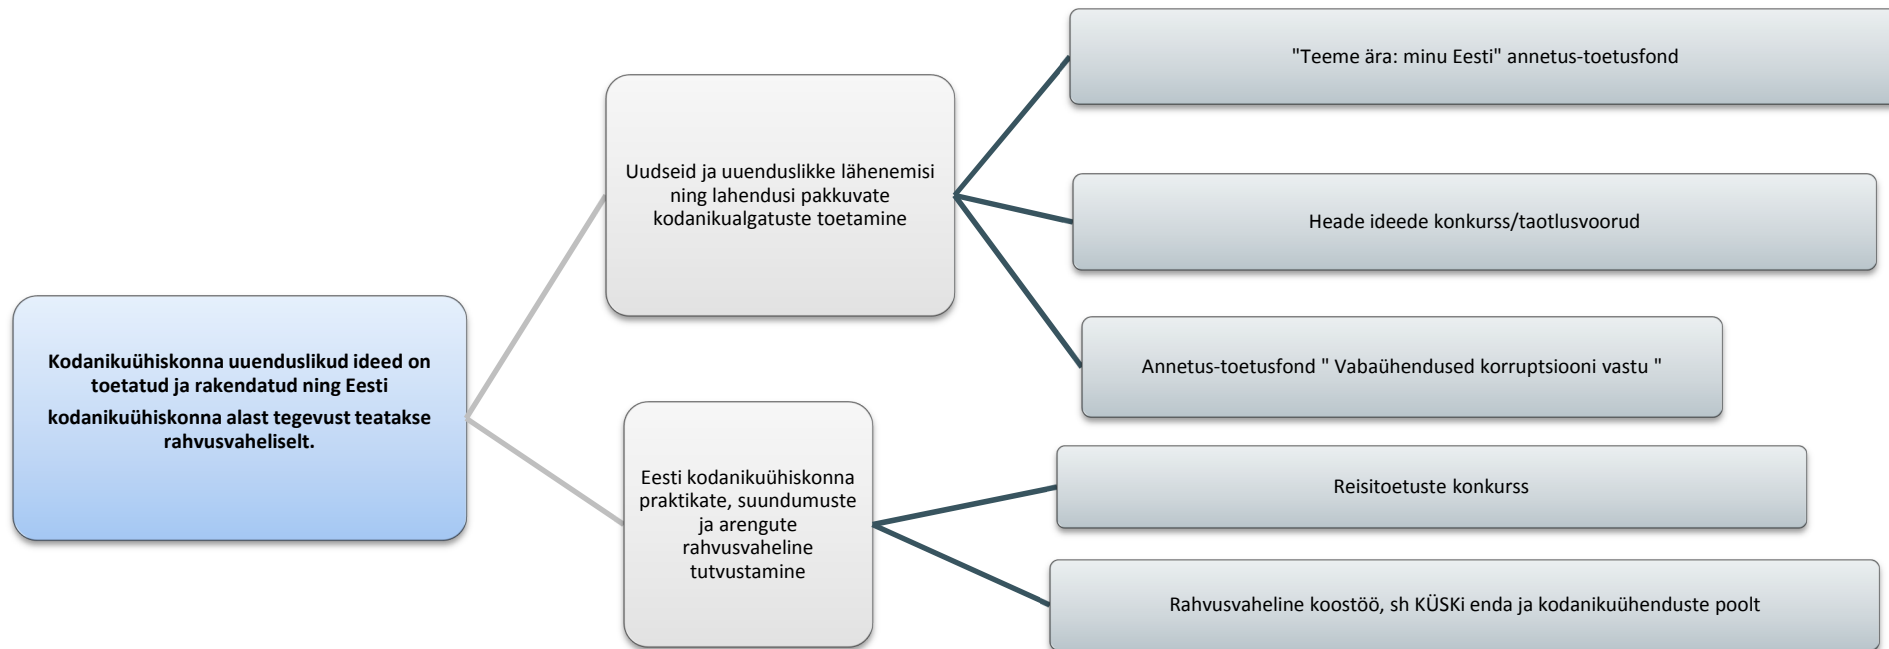 Kodanikuühiskonna uuenduslikud ideed on
toetatud ja rakendatud ning Eesti
kodanikuühiskonna alast tegevust teatakse
rahvusvaheliselt.
Uudseid ja uuenduslikke lähenemisi
ning lahendusi pakkuvate
kodanikualgatuste toetamine
"Teeme ära: minu Eesti" annetus-toetusfond
Heade ideede konkurss/taotlusvoorud
Annetus-toetusfond " Vabaühendused korruptsiooni vastu "
Eesti kodanikuühiskonna
praktikate, suundumuste
ja arengute
rahvusvaheline
tutvustamine
Reisitoetuste konkurss
Rahvusvaheline koostöö, sh KÜSKi enda ja kodanikuühenduste poolt